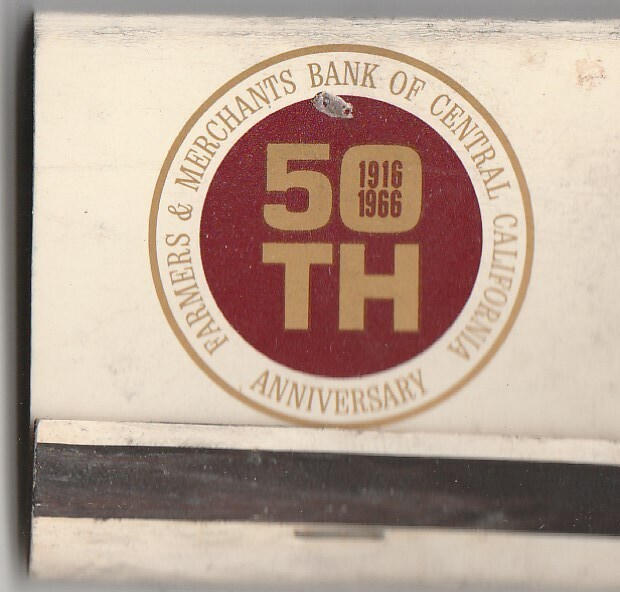 FARMERS & MERCHANTS BANK OF CENTRAL CALIFORNIA
50
1916
1966
TH
ANNIVERSARY